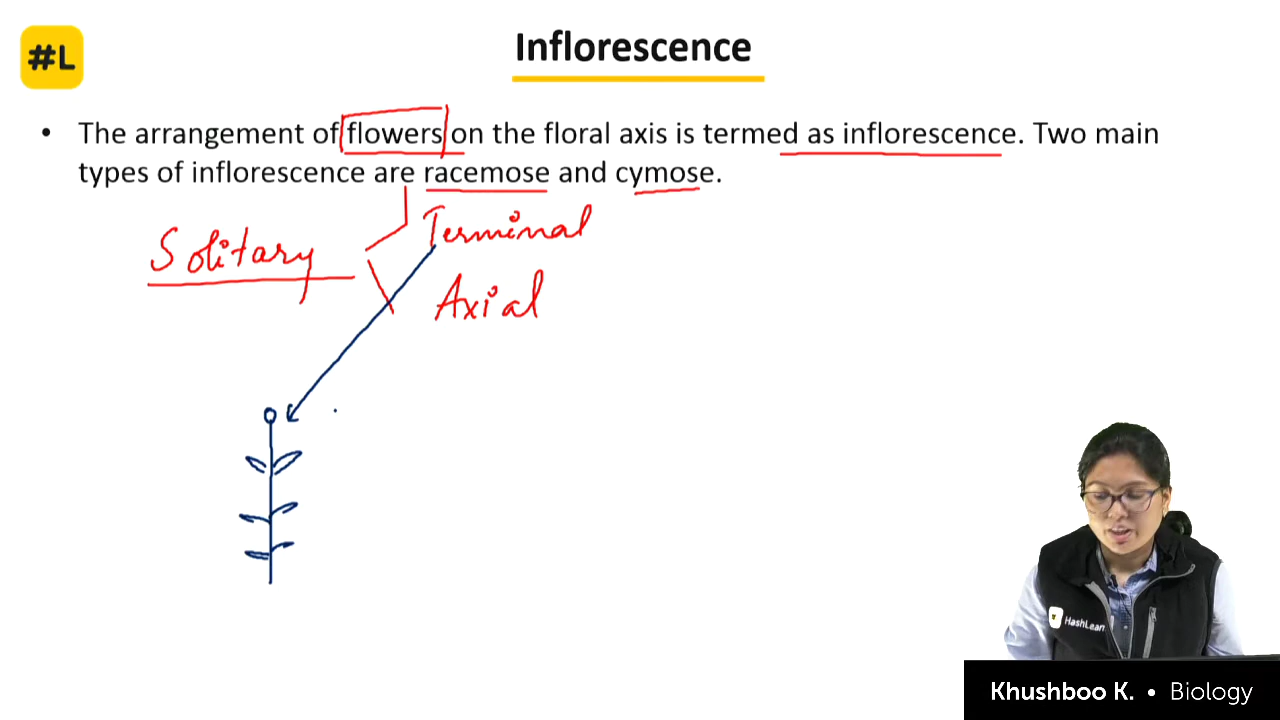 #L
Inflorescence
• The arrangement of flowers on the floral axis is termed as inflorescence. Two main
types of inflorescence are racemose and cymose.
Terminal
Solitary
Axial
HashLearn
Khushboo K. • Biology